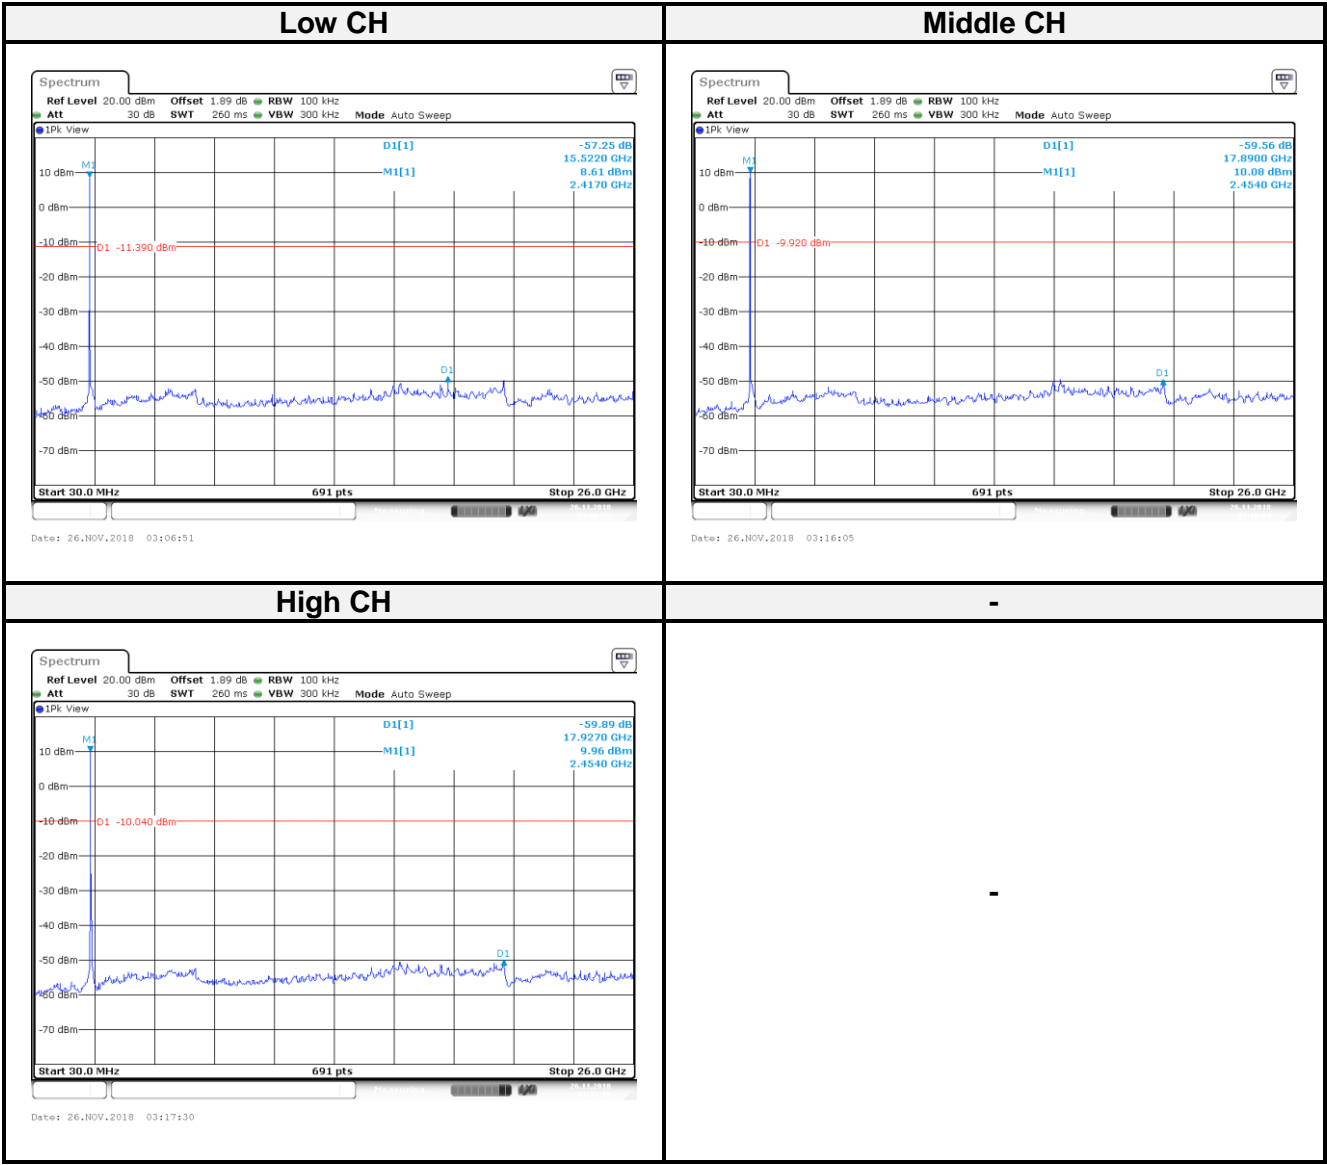 Low CH
Middle CH
Spectrum
Ref Level 20.00 dBm Offset 1.89 dB RBW 100 kHz
Att 30 dB SWT 260 ms VBW 300 kHz Mode Auto Sweep
1Pk View
D1[1] -57.25 dB
15.5220 GHz
M1[1] 8.61 dBm
2.4170 GHz
M1
10 dBm
0 dBm
-10 dBm
D1 -11.390 dBm
-20 dBm
-30 dBm
-40 dBm
D1
-50 dBm
-60 dBm
-70 dBm
Start 30.0 MHz 691 pts Stop 26.0 GHz
Date: 26.NOV.2018 03:06:51
Spectrum
Ref Level 20.00 dBm Offset 1.89 dB RBW 100 kHz
Att 30 dB SWT 260 ms VBW 300 kHz Mode Auto Sweep
1Pk View
D1[1] -59.56 dB
17.8900 GHz
M1[1] 10.08 dBm
2.4540 GHz
M1
10 dBm
0 dBm
-10 dBm
D1 -9.920 dBm
-20 dBm
-30 dBm
-40 dBm
D1
-50 dBm
-60 dBm
-70 dBm
Start 30.0 MHz 691 pts Stop 26.0 GHz
Date: 26.NOV.2018 03:16:05
High CH
-
Spectrum
Ref Level 20.00 dBm Offset 1.89 dB RBW 100 kHz
Att 30 dB SWT 260 ms VBW 300 kHz Mode Auto Sweep
1Pk View
D1[1] -59.89 dB
17.9270 GHz
M1[1] 9.96 dBm
2.4540 GHz
M1
10 dBm
0 dBm
-10 dBm
D1 -10.040 dBm
-20 dBm
-30 dBm
-40 dBm
-50 dBm
D1
-60 dBm
-70 dBm
Start 30.0 MHz 691 pts Stop 26.0 GHz
Date: 26.NOV.2018 03:17:30
-